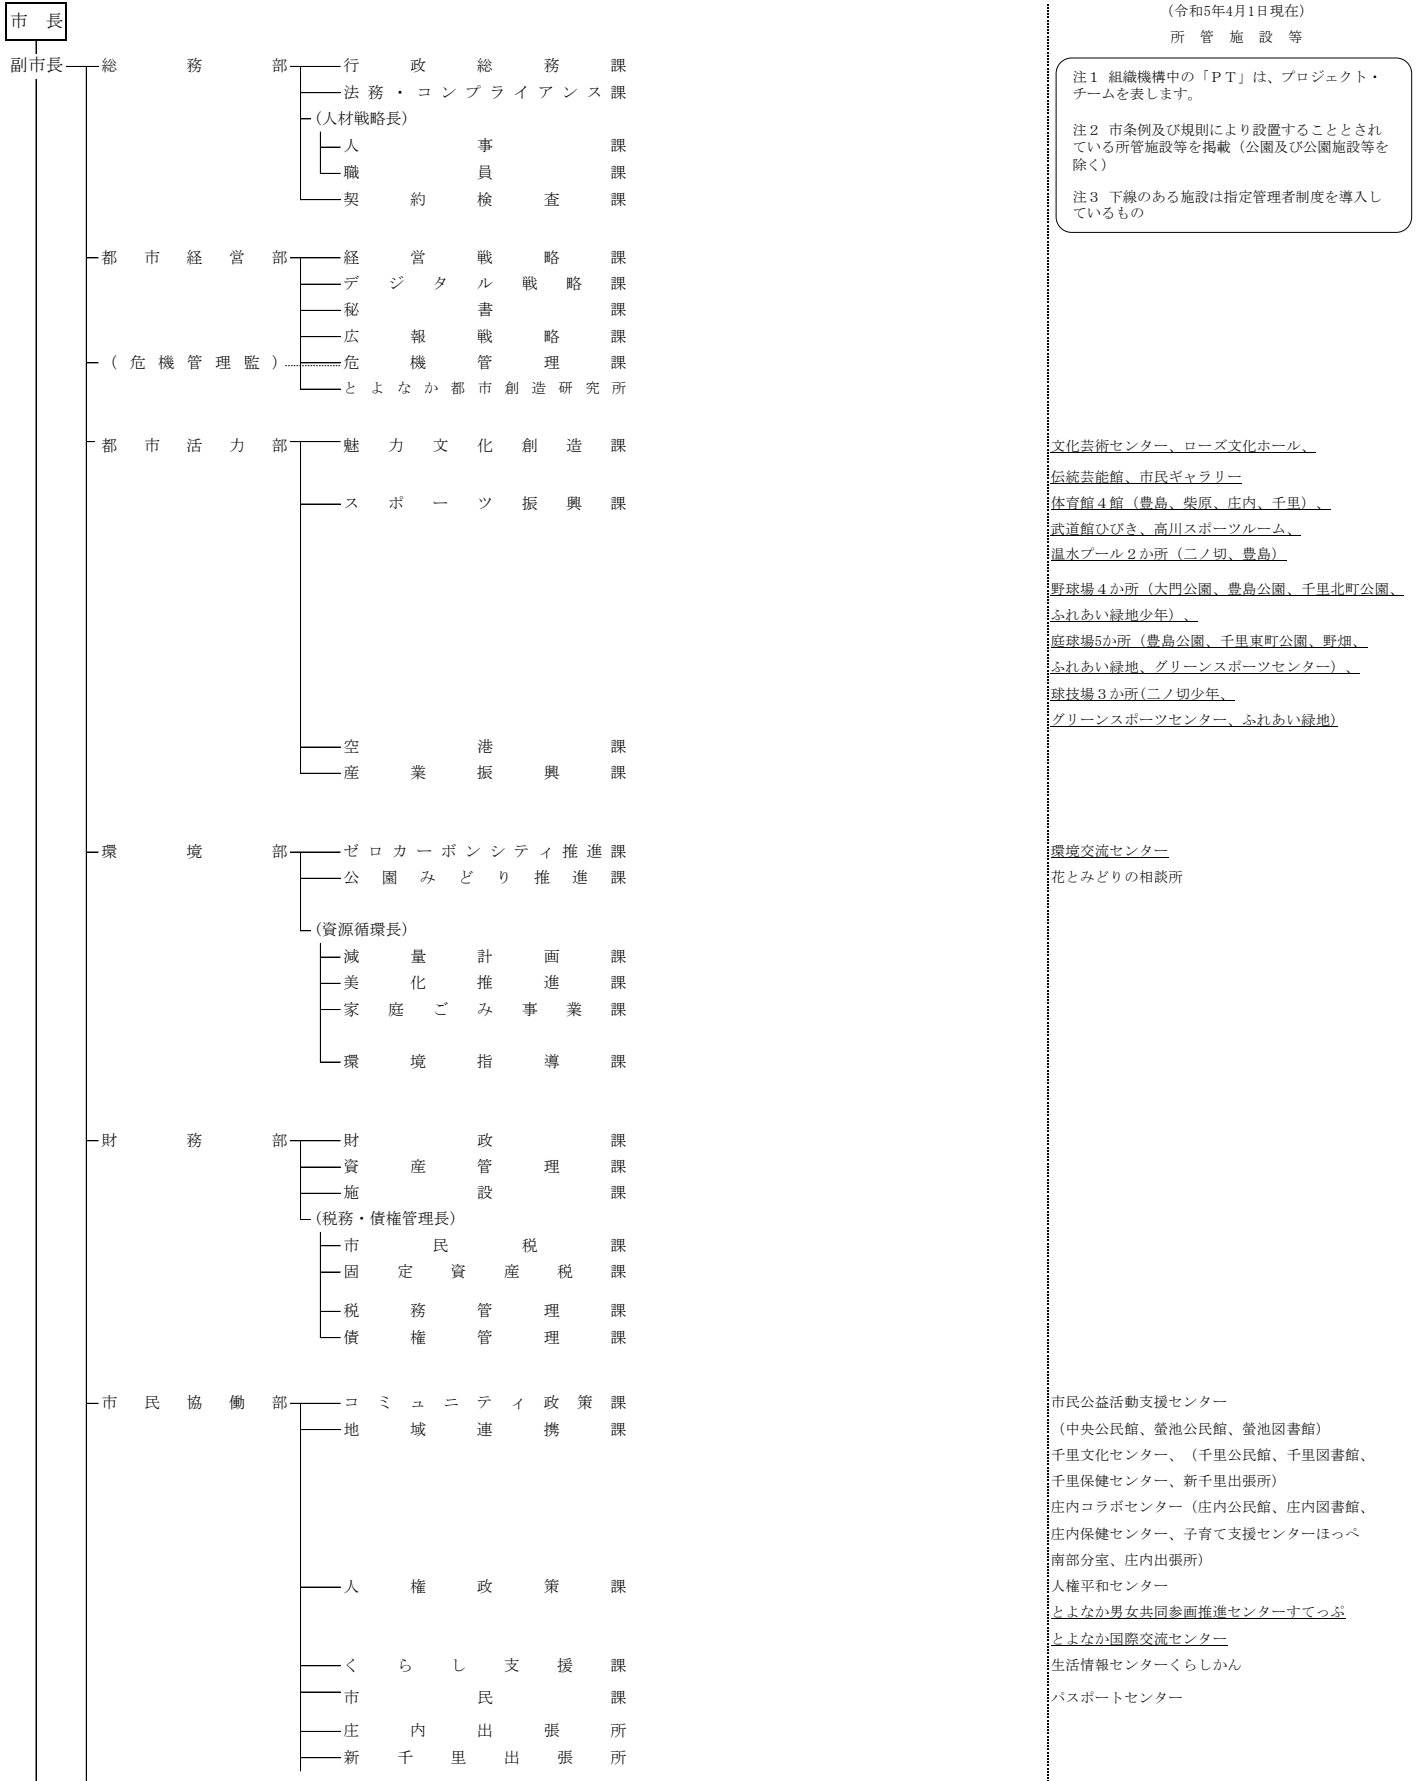 市　長
(令和5年4月1日現在)
所 管 施 設 等
副市長 総務部 行政総務課
法務・コンプライアンス課
(人材戦略長)
人事課
職員課
契約検査課
注１ 組織機構中の「ＰＴ」は、プロジェクト・
チームを表します。
注２ 市条例及び規則により設置することとされ
ている所管施設等を掲載（公園及び公園施設等を
除く）
注３ 下線のある施設は指定管理者制度を導入し
ているもの
都市経営部 経営戦略課
デジタル戦略課
秘書課
広報戦略課
(危機管理監) 危機管理課
とよなか都市創造研究所
都市活力部 魅力文化創造課 文化芸術センター、ローズ文化ホール、
伝統芸能館、市民ギャラリー
スポーツ振興課 体育館４館（豊島、柴原、庄内、千里）、
武道館ひびき、高川スポーツルーム、
温水プール２か所（二ノ切、豊島）
野球場４か所（大門公園、豊島公園、千里北町公園、
ふれあい緑地少年）、
庭球場5か所（豊島公園、千里東町公園、野畑、
ふれあい緑地、グリーンスポーツセンター）、
球技場３か所(二ノ切少年、
グリーンスポーツセンター、ふれあい緑地)
空港課
産業振興課
環境部 ゼロカーボンシティ推進課 環境交流センター
公園みどり推進課 花とみどりの相談所
(資源循環長)
減量計画課
美化推進課
家庭ごみ事業課
環境指導課
財務部 財政課
資産管理課
施設課
(税務・債権管理長)
市民税課
固定資産税課
税務管理課
債権管理課
市民協働部 コミュニティ政策課 市民公益活動支援センター
地域連携課 （中央公民館、螢池公民館、螢池図書館）
千里文化センター、（千里公民館、千里図書館、
千里保健センター、新千里出張所）
庄内コラボセンター（庄内公民館、庄内図書館、
庄内保健センター、子育て支援センターほっぺ
南部分室、庄内出張所）
人権政策課 人権平和センター
とよなか男女共同参画推進センターすてっぷ
とよなか国際交流センター
くらし支援課 生活情報センターくらしかん
市民課 パスポートセンター
庄内出張所
新千里出張所